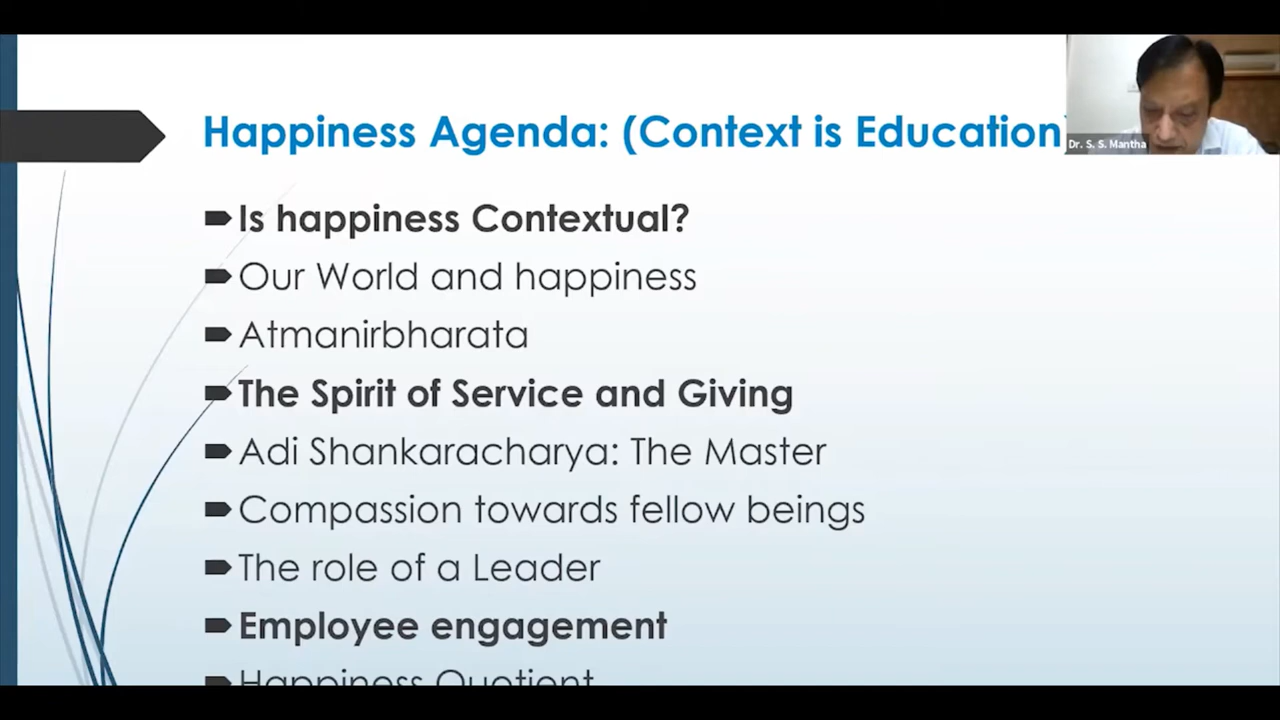 Happiness Agenda: (Context is Education)
Dr. S. S. Mantha
Is happiness Contextual?
Our World and happiness
Atmanirbharata
The Spirit of Service and Giving
Adi Shankaracharya: The Master
Compassion towards fellow beings
The role of a Leader
Employee engagement
Happiness Quotient